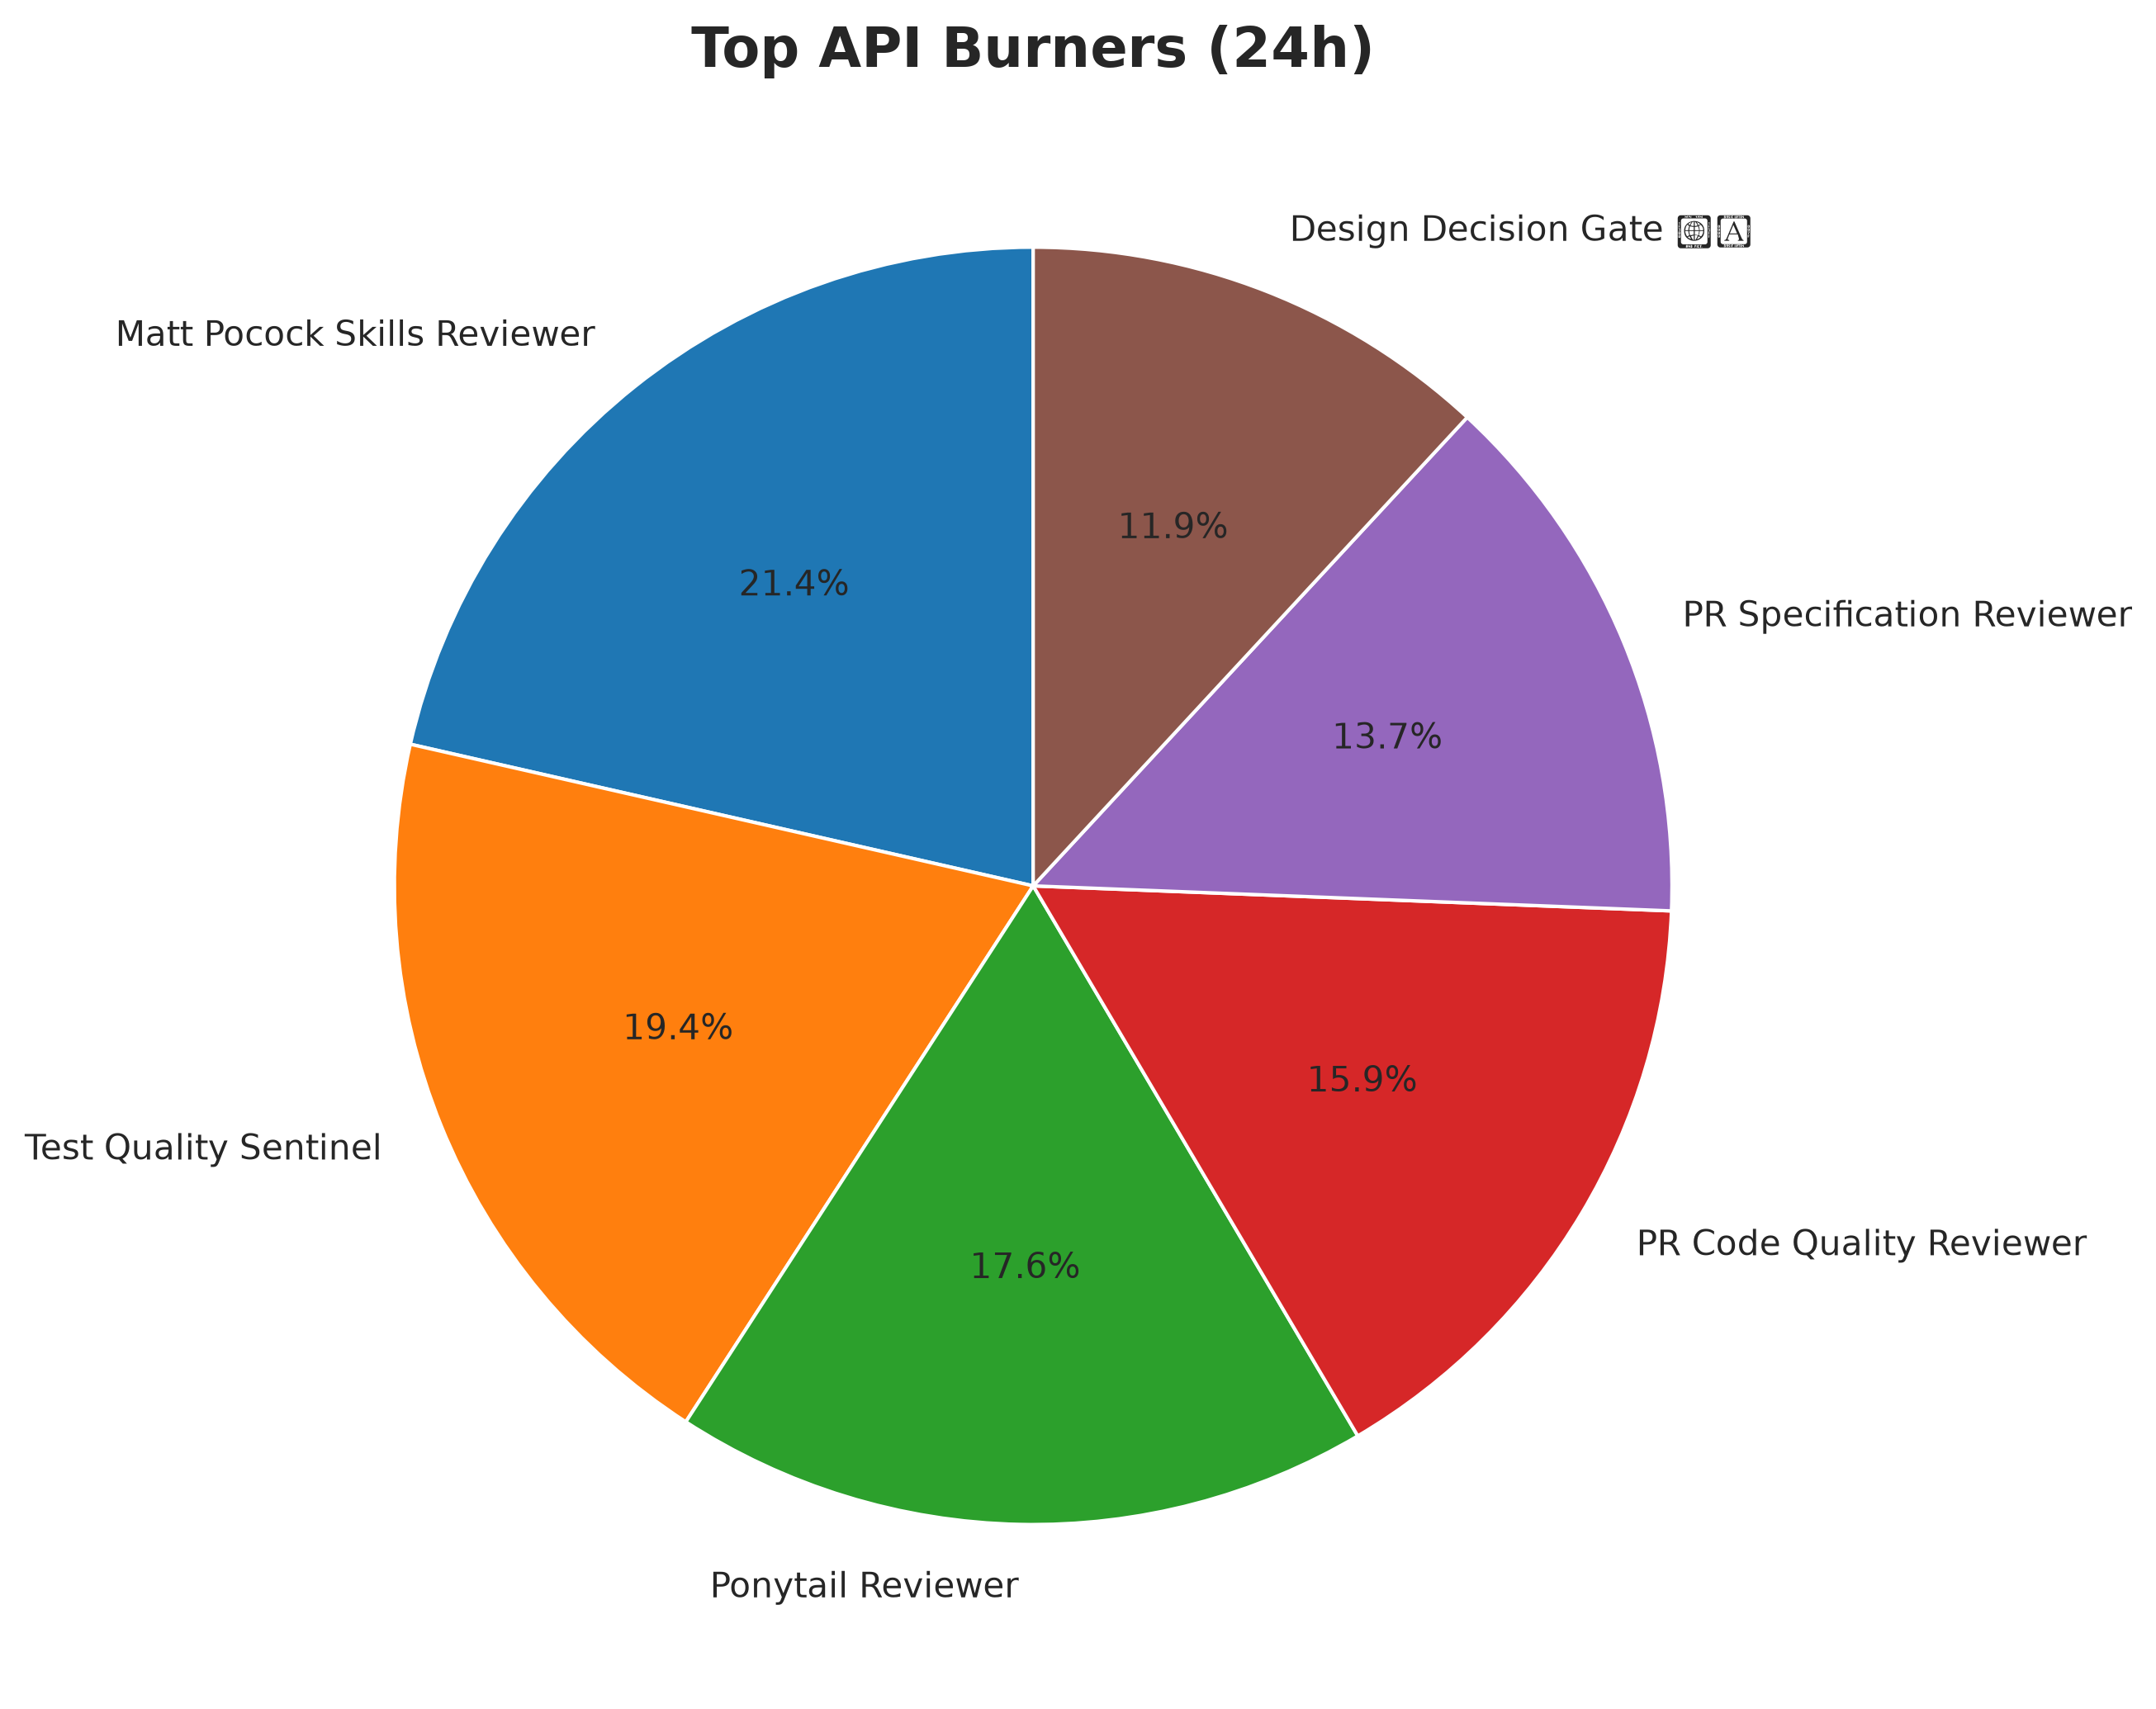 Top API Burners (24h)
Design Decision Gate
Matt Pocock Skills Reviewer
11.9%
21.4%
PR Specification Reviewer
13.7%
19.4%
15.9%
Test Quality Sentinel
PR Code Quality Reviewer
17.6%
Ponytail Reviewer